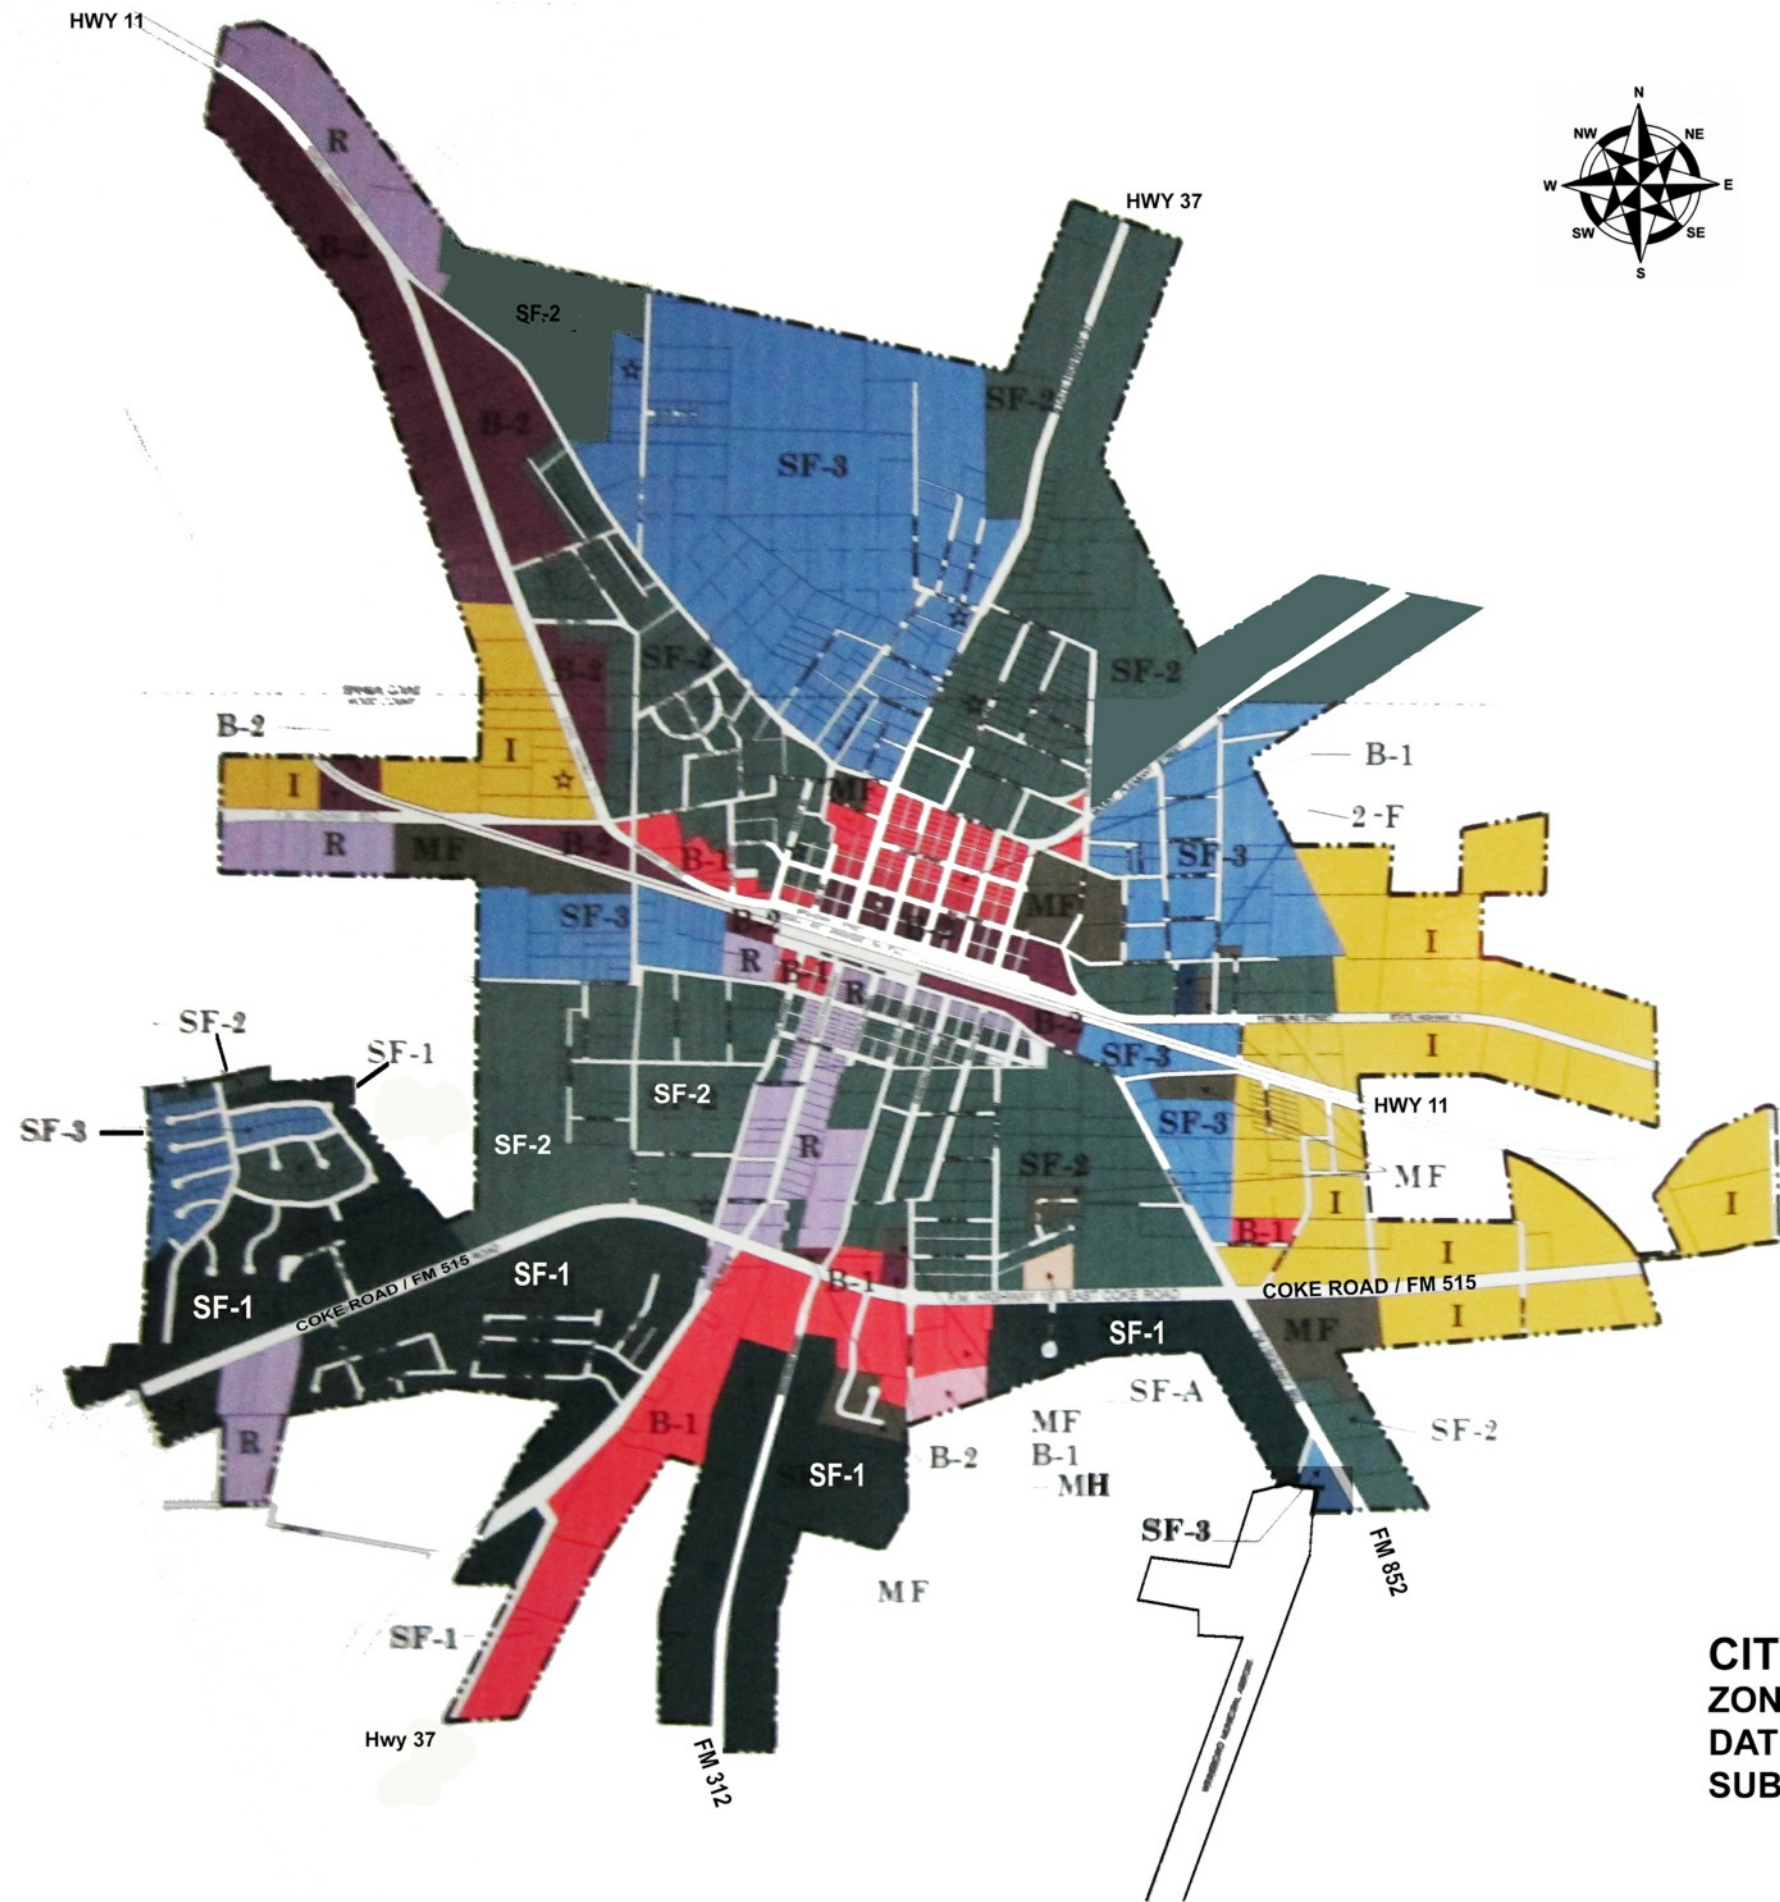 HWY 11
N
NW
NE
W
E
SW
SE
S
HWY 37
R
B-2
SF-2
SF-2
B-2
SF-3
B-2
SF-2
SF-2
B-2
I
I
B-1
MF
2-F
R
MF
B-2
B-1
SF-3
SF-3
MF
I
B-2
R
B-1
R
B-2
SF-2
SF-1
SF-3
I
SF-3
SF-2
HWY 11
SF-3
SF-2
R
SF-2
MF
I
I
B-1
I
SF-1
SF-1
COKE ROAD / FM 515
B-1
F.M. HIGHWAY 515 EAST COKE ROAD
COKE ROAD / FM 515
SF-1
MF
I
SF-A
R
B-1
SF-1
B-2
MF
B-1
MH
SF-2
SF-3
FM 852
MF
SF-1
Hwy 37
FM 312
CIT
ZON
DAT
SUB